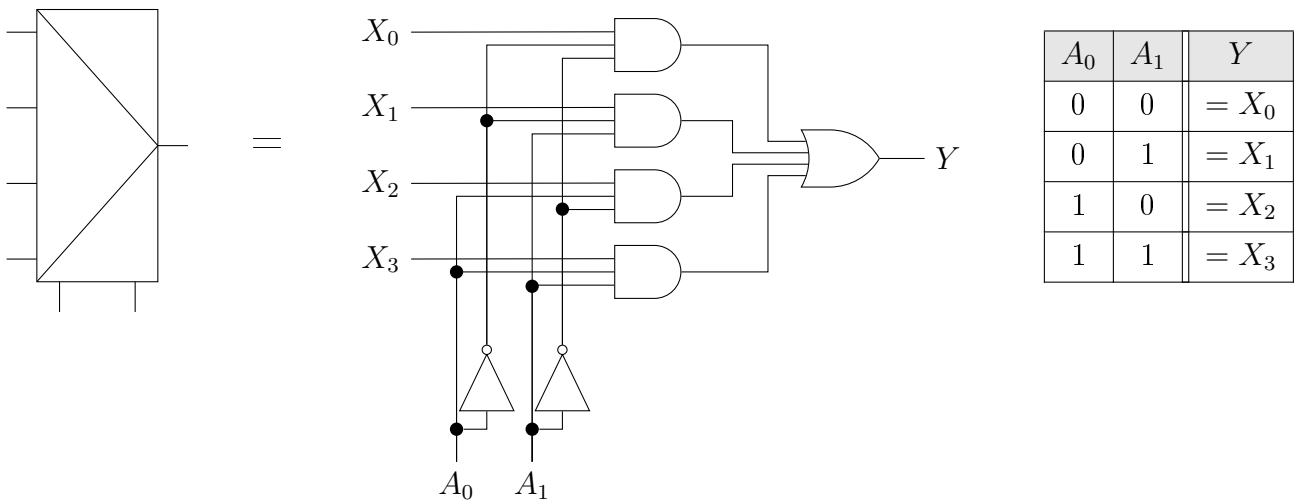 =
X₀
X₁
X₂
X₃
A₀ A₁
Y
A₀ A₁ Y
0 0 = X₀
0 1 = X₁
1 0 = X₂
1 1 = X₃